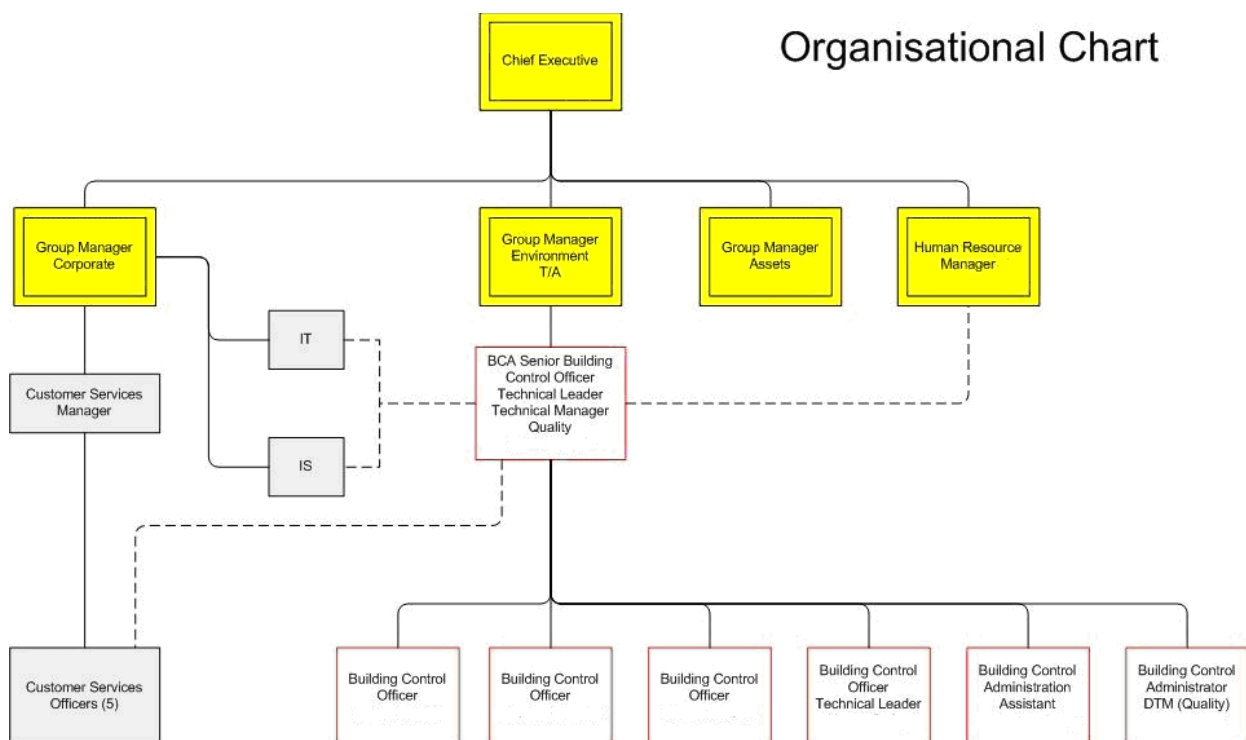 Organisational Chart
Chief Executive
Group Manager
Corporate
Group Manager
Environment
T/A
Group Manager
Assets
Human Resource
Manager
IT
BCA Senior Building
Control Officer
Technical Leader
Technical Manager
Quality
Customer Services
Manager
IS
Customer Services
Officers (5)
Building Control
Officer
Building Control
Officer
Building Control
Officer
Building Control
Officer
Technical Leader
Building Control
Administration
Assistant
Building Control
Administrator
DTM (Quality)